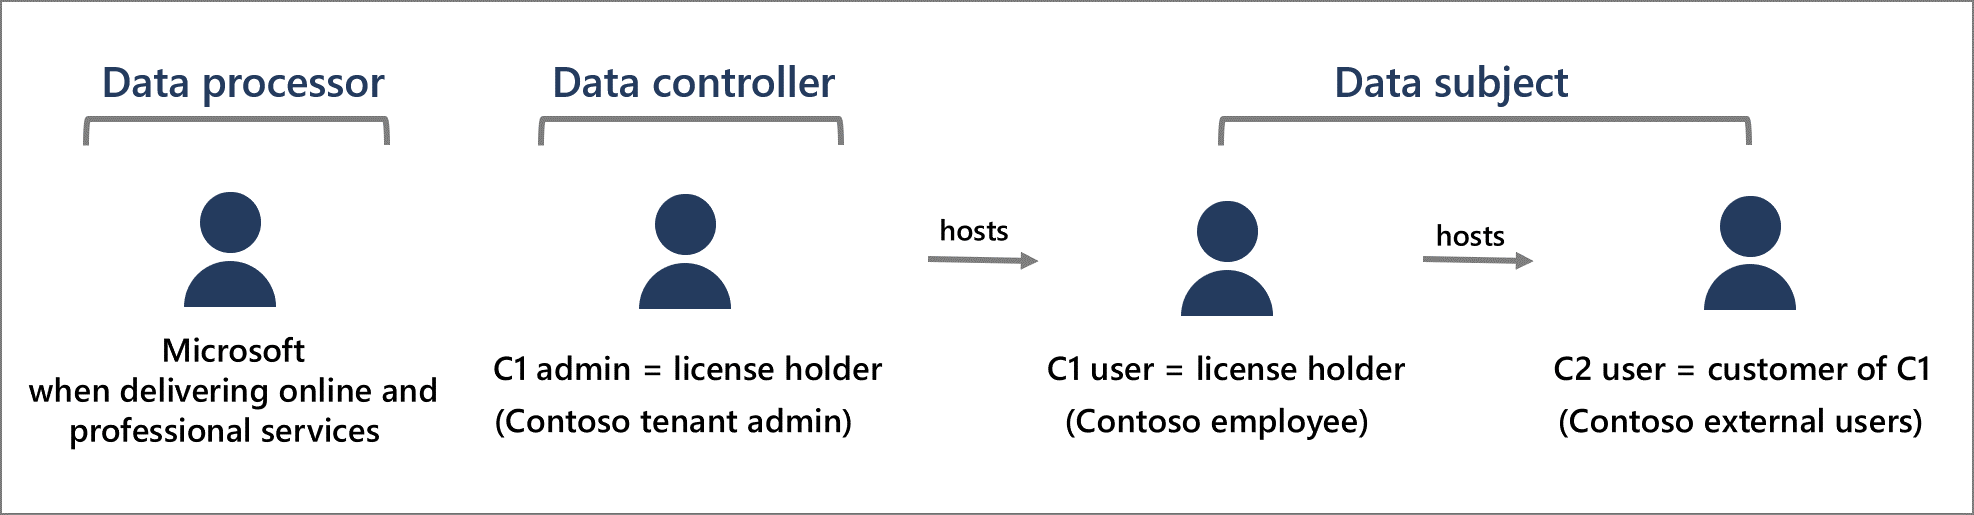 Data processor
Data controller
Data subject
hosts
hosts
Microsoft
when delivering online and
professional services
C1 admin = license holder
(Contoso tenant admin)
C1 user = license holder
(Contoso employee)
C2 user = customer of C1
(Contoso external users)